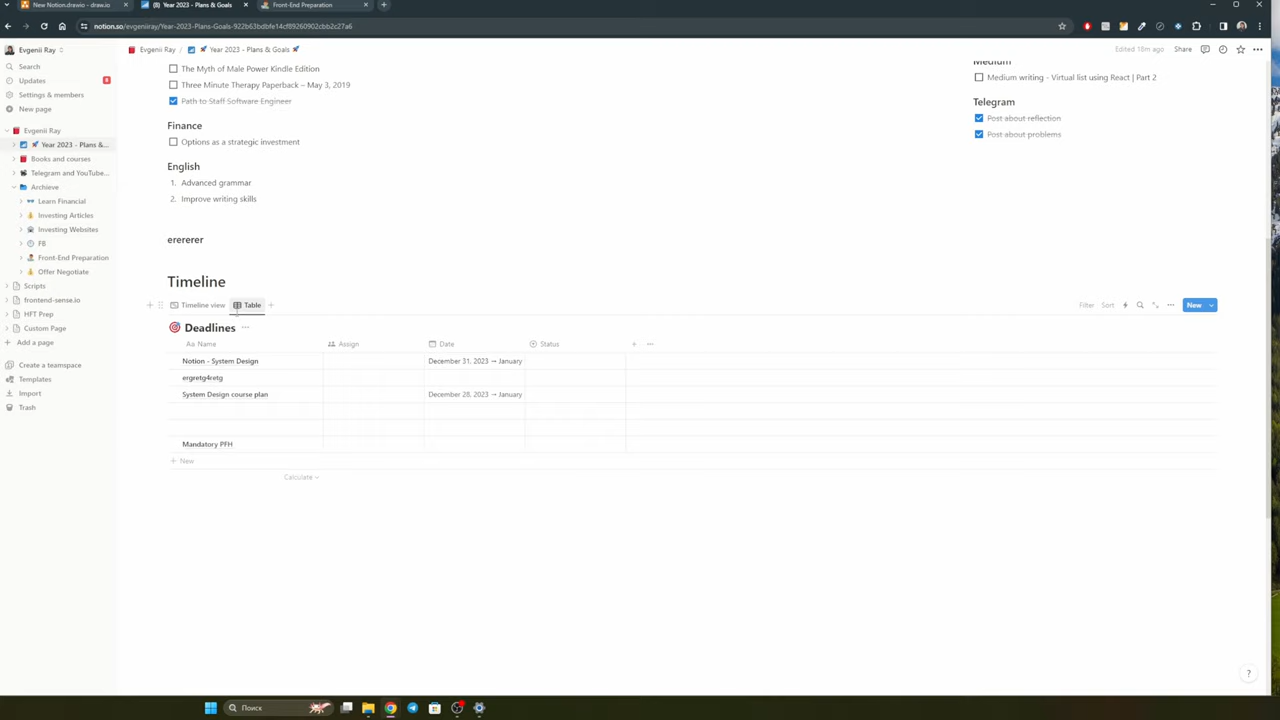 New Notion.drawio - draw.io
(8) Year 2023 - Plans & Goals
Front-End Preparation
notion.so/evgeniiray/Year-2023-Plans-Goals-922b63bdbfe14cf89260902cbb2c27a6
Evgenii Ray
Evgenii Ray / Year 2023 - Plans & Goals
Edited 18m ago
Share
Search
Updates
8
Settings & members
New page
Evgenii Ray
Year 2023 - Plans &...
Books and courses
Telegram and YouTube...
Archieve
Learn Financial
Investing Articles
Investing Websites
FB
Front-End Preparation
Offer Negotiate
Scripts
frontend-sense.io
HFT Prep
Custom Page
Add a page
Create a teamspace
Templates
Import
Trash
The Myth of Male Power Kindle Edition
Three Minute Therapy Paperback – May 3, 2019
Path to Staff Software Engineer
Finance
Options as a strategic investment
English
1. Advanced grammar
2. Improve writing skills
erererer
Medium
Medium writing - Virtual list using React | Part 2
Telegram
Post about reflection
Post about problems
Timeline
Timeline view
Table
Filter
Sort
New
Deadlines
Aa Name
Assign
Date
Status
Notion - System Design
December 31, 2023 → January
ergretg4retg
System Design course plan
December 28, 2023 → January
Mandatory PFH
+ New
Calculate
?
Поиск